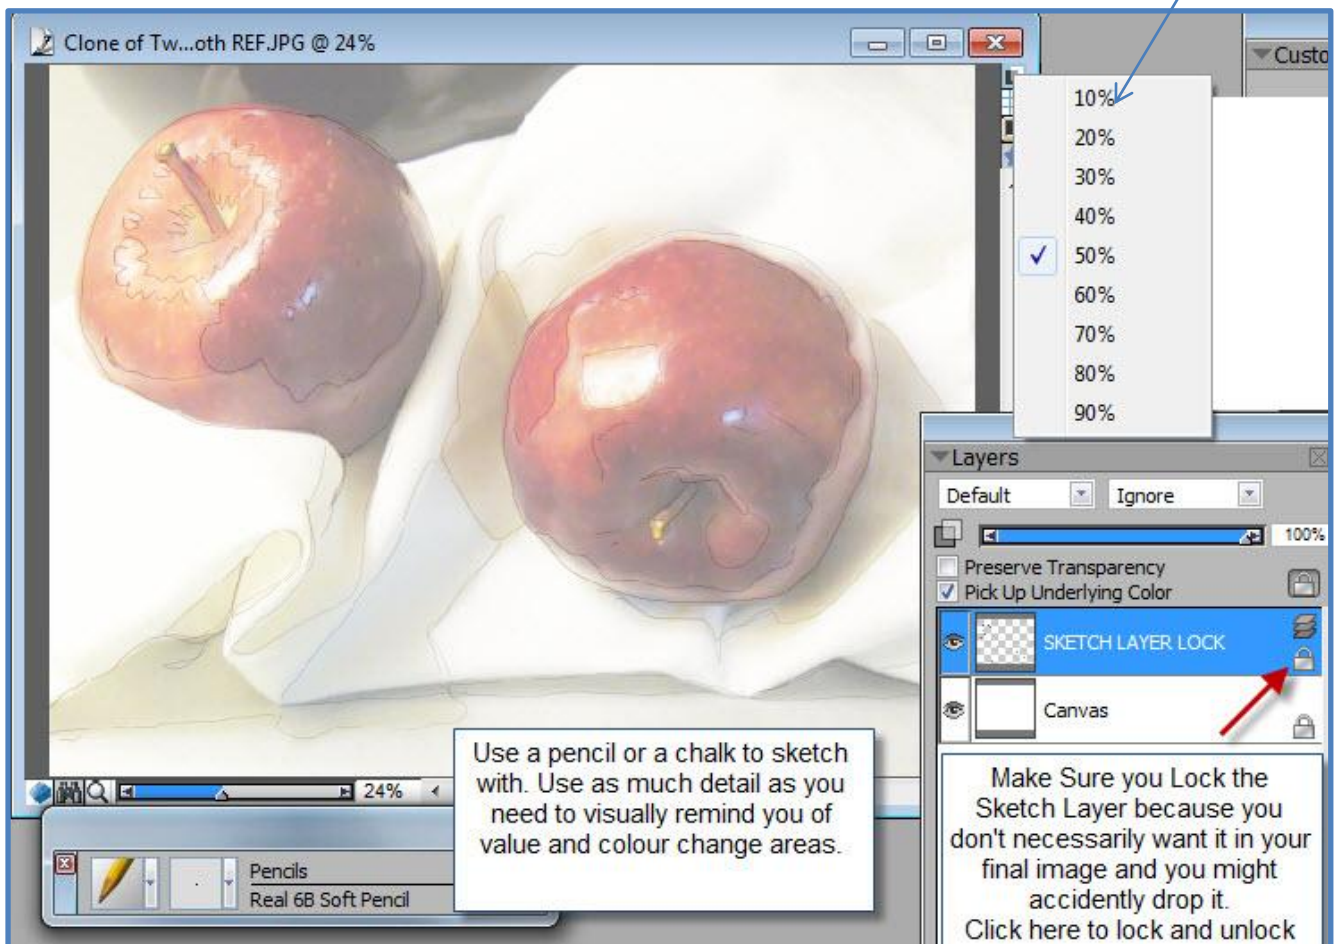 Clone of Tw...oth REF.JPG @ 24%
Custo
10%
20%
30%
40%
50%
60%
70%
80%
90%
Layers
Default
Ignore
100%
Preserve Transparency
Pick Up Underlying Color
SKETCH LAYER LOCK
Canvas
Use a pencil or a chalk to sketch
with. Use as much detail as you
need to visually remind you of
value and colour change areas.
24%
Pencils
Real 6B Soft Pencil
Make Sure you Lock the
Sketch Layer because you
don't necessarily want it in your
final image and you might
accidently drop it.
Click here to lock and unlock